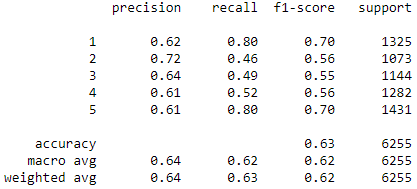 precision recall f1-score support
1 0.62 0.80 0.70 1325
2 0.72 0.46 0.56 1073
3 0.64 0.49 0.55 1144
4 0.61 0.52 0.56 1282
5 0.61 0.80 0.70 1431
accuracy 0.63 6255
macro avg 0.64 0.62 0.62 6255
weighted avg 0.64 0.63 0.62 6255